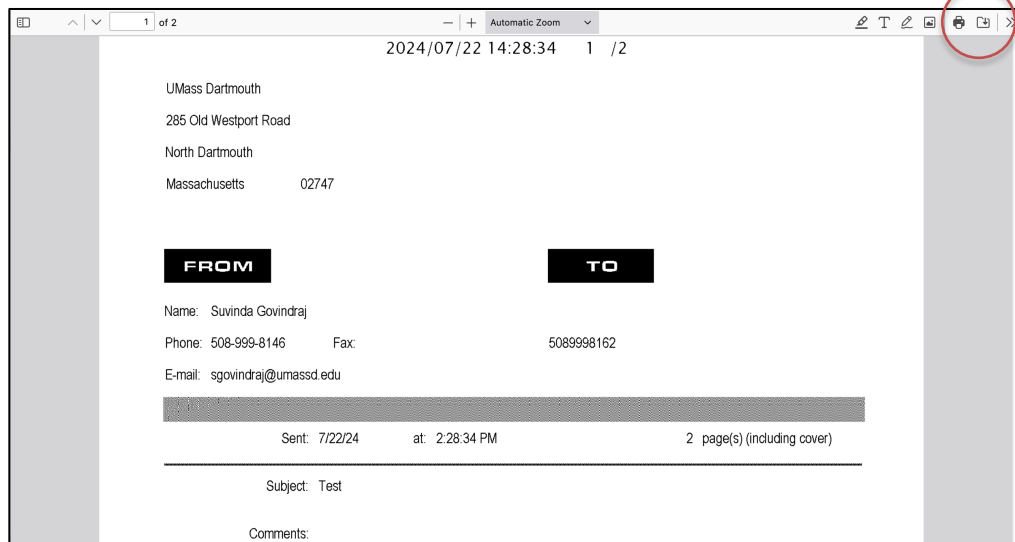 1 of 2 Automatic Zoom
2024/07/22 14:28:34 1 /2
UMass Dartmouth
285 Old Westport Road
North Dartmouth
Massachusetts 02747
FROM TO
Name: Suvinda Govindraj
Phone: 508-999-8146 Fax: 5089998162
E-mail: sgovindraj@umassd.edu
Sent: 7/22/24 at: 2:28:34 PM 2 page(s) (including cover)
Subject: Test
Comments: